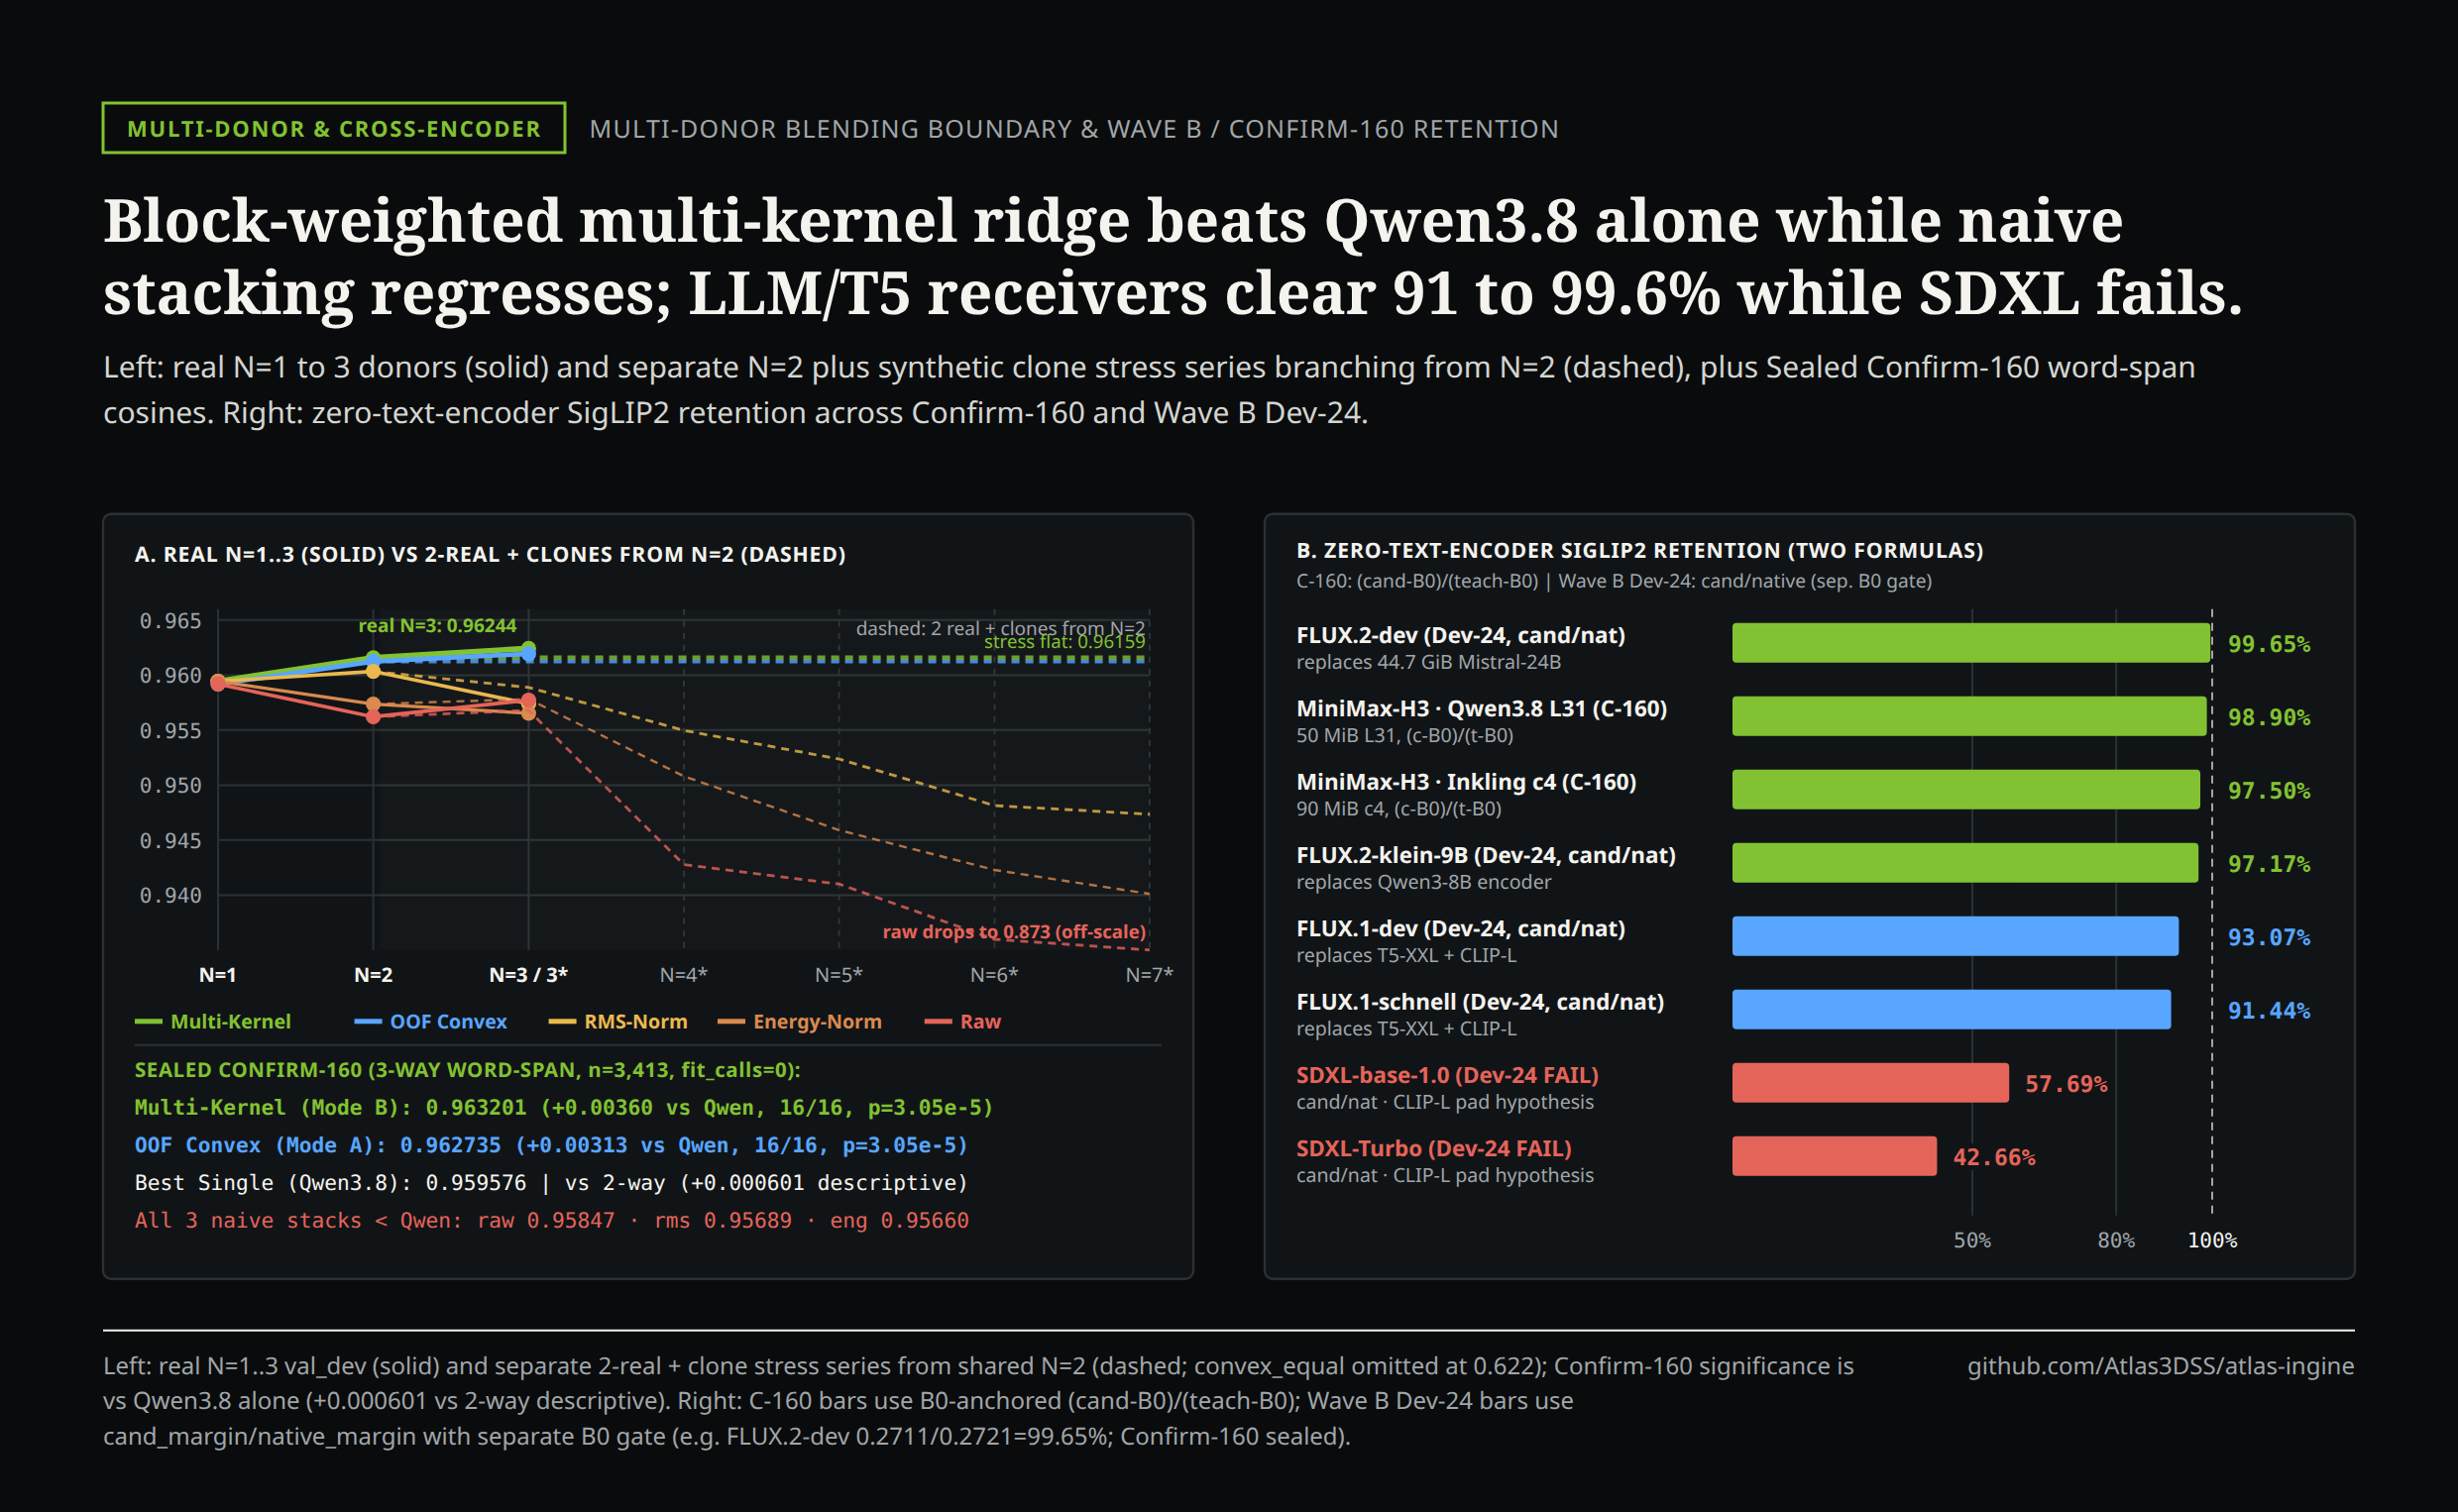 MULTI-DONOR & CROSS-ENCODER
MULTI-DONOR BLENDING BOUNDARY & WAVE B / CONFIRM-160 RETENTION
Block-weighted multi-kernel ridge beats Qwen3.8 alone while naive
stacking regresses; LLM/T5 receivers clear 91 to 99.6% while SDXL fails.
Left: real N=1 to 3 donors (solid) and separate N=2 plus synthetic clone stress series branching from N=2 (dashed), plus Sealed Confirm-160 word-span
cosines. Right: zero-text-encoder SigLIP2 retention across Confirm-160 and Wave B Dev-24.
A. REAL N=1..3 (SOLID) VS 2-REAL + CLONES FROM N=2 (DASHED)
0.965
0.960
0.955
0.950
0.945
0.940
real N=3: 0.96244
dashed: 2 real + clones from N=2
stress flat: 0.96159
raw drops to 0.873 (off-scale)
N=1
N=2
N=3 / 3*
N=4*
N=5*
N=6*
N=7*
Multi-Kernel
OOF Convex
RMS-Norm
Energy-Norm
Raw
SEALED CONFIRM-160 (3-WAY WORD-SPAN, n=3,413, fit_calls=0):
Multi-Kernel (Mode B): 0.963201 (+0.00360 vs Qwen, 16/16, p=3.05e-5)
OOF Convex (Mode A): 0.962735 (+0.00313 vs Qwen, 16/16, p=3.05e-5)
Best Single (Qwen3.8): 0.959576 | vs 2-way (+0.000601 descriptive)
All 3 naive stacks < Qwen: raw 0.95847 · rms 0.95689 · eng 0.95660
B. ZERO-TEXT-ENCODER SIGLIP2 RETENTION (TWO FORMULAS)
C-160: (cand-B0)/(teach-B0) | Wave B Dev-24: cand/native (sep. B0 gate)
FLUX.2-dev (Dev-24, cand/nat)
replaces 44.7 GiB Mistral-24B
99.65%
MiniMax-H3 · Qwen3.8 L31 (C-160)
50 MiB L31, (c-B0)/(t-B0)
98.90%
MiniMax-H3 · Inkling c4 (C-160)
90 MiB c4, (c-B0)/(t-B0)
97.50%
FLUX.2-klein-9B (Dev-24, cand/nat)
replaces Qwen3-8B encoder
97.17%
FLUX.1-dev (Dev-24, cand/nat)
replaces T5-XXL + CLIP-L
93.07%
FLUX.1-schnell (Dev-24, cand/nat)
replaces T5-XXL + CLIP-L
91.44%
SDXL-base-1.0 (Dev-24 FAIL)
cand/nat · CLIP-L pad hypothesis
57.69%
SDXL-Turbo (Dev-24 FAIL)
cand/nat · CLIP-L pad hypothesis
42.66%
50%
80%
100%
Left: real N=1..3 val_dev (solid) and separate 2-real + clone stress series from shared N=2 (dashed; convex_equal omitted at 0.622); Confirm-160 significance is
vs Qwen3.8 alone (+0.000601 vs 2-way descriptive). Right: C-160 bars use B0-anchored (cand-B0)/(teach-B0); Wave B Dev-24 bars use
cand_margin/native_margin with separate B0 gate (e.g. FLUX.2-dev 0.2711/0.2721=99.65%; Confirm-160 sealed).
github.com/Atlas3DSS/atlas-ingine